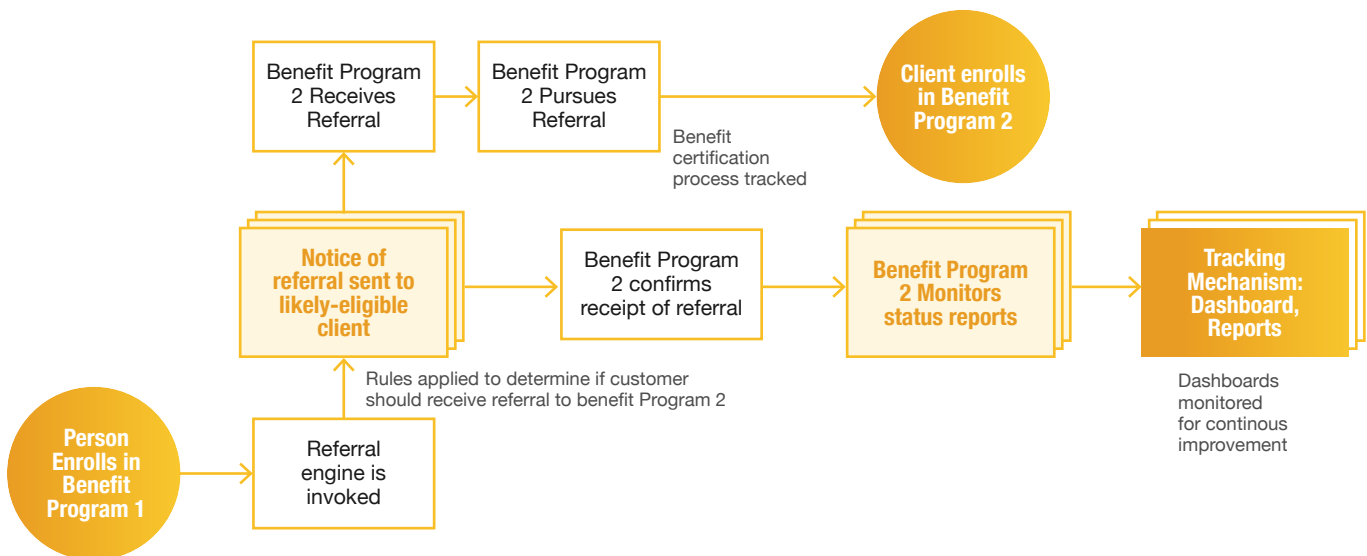 Benefit Program
2 Receives
Referral
Benefit Program
2 Pursues
Referral
Benefit
certification
process tracked
Client enrolls
in Benefit
Program 2
Notice of
referral sent to
likely-eligible
client
Benefit Program
2 confirms
receipt of referral
Benefit Program
2 Monitors
status reports
Tracking
Mechanism:
Dashboard,
Reports
Rules applied to determine if customer
should receive referral to benefit Program 2
Dashboards
monitored
for continous
improvement
Person
Enrolls in
Benefit
Program 1
Referral
engine is
invoked